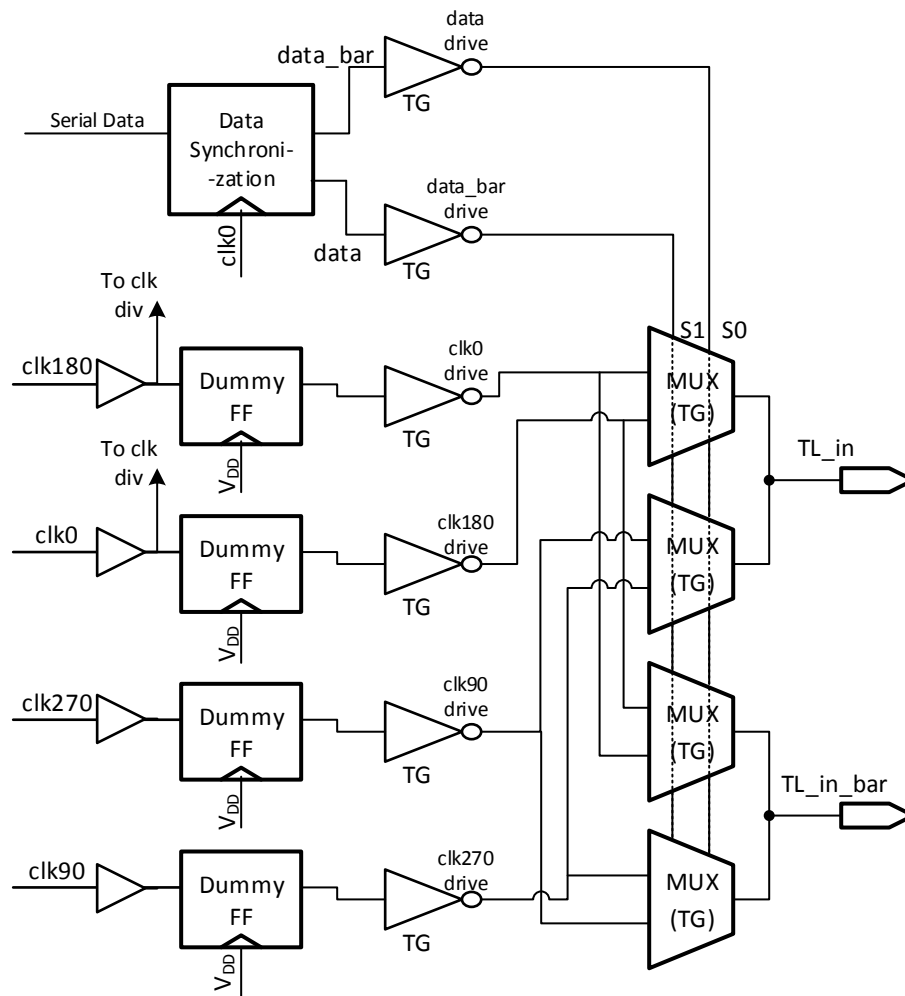 data
drive
data_bar
TG
Serial Data
Data
Synchroni-
-zation
clk0
data_bar
drive
data
TG
To clk
div
clk180
Dummy
FF
VDD
clk0
drive
TG
S1
S0
MUX
(TG)
TL_in
To clk
div
clk0
Dummy
FF
VDD
clk180
drive
TG
MUX
(TG)
clk270
Dummy
FF
VDD
clk90
drive
TG
MUX
(TG)
TL_in_bar
clk90
Dummy
FF
VDD
clk270
drive
TG
MUX
(TG)